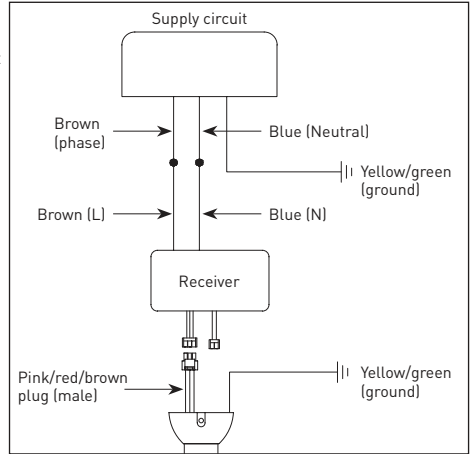 Supply circuit
Brown
(phase)
Blue (Neutral)
Yellow/green
(ground)
Brown (L)
Blue (N)
Receiver
Pink/red/brown
plug (male)
Yellow/green
(ground)